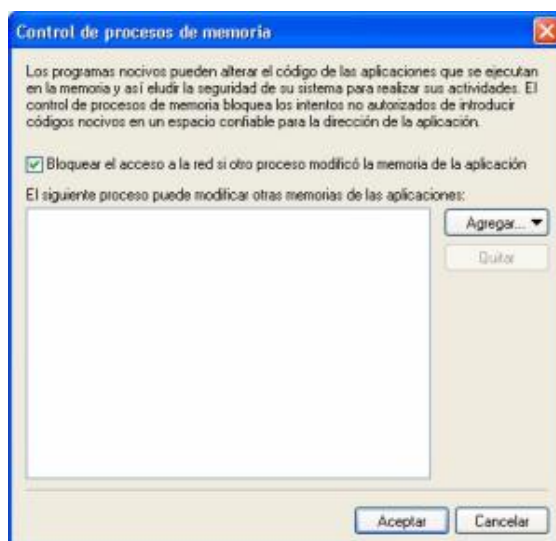 Control de procesos de memoria
Los programas nocivos pueden alterar el código de las aplicaciones que se ejecutan
en la memoria y así eludir la seguridad de su sistema para realizar sus actividades. El
control de procesos de memoria bloquea los intentos no autorizados de introducir
códigos nocivos en un espacio confiable para la dirección de la aplicación.
Bloquear el acceso a la red si otro proceso modificó la memoria de la aplicación
El siguiente proceso puede modificar otras memorias de las aplicaciones:
Agregar...
Quitar
Aceptar
Cancelar